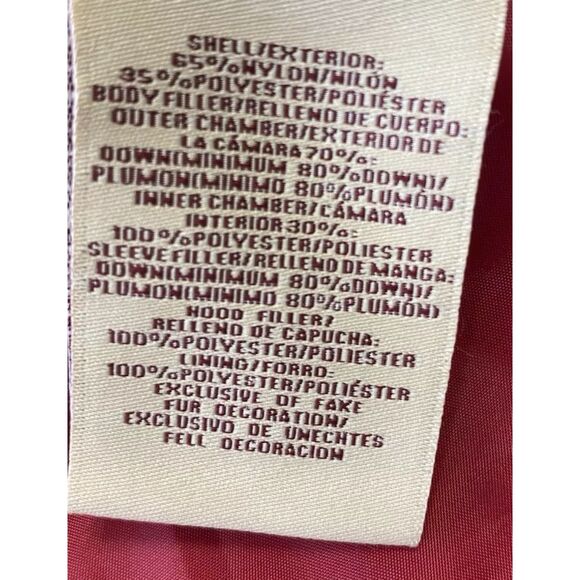 SHELL/EXTERIOR:
65%NYLON/NILÓN
35%POLYESTER/POLIÉSTER
BODY FILLER/RELLENO DE CUERPO:
OUTER CHAMBER/EXTERIOR DE
LA CÁMARA 70%:
DOWN(MINIMUM 80%DOWN)/
PLUMON(MINIMO 80%PLUMÓN)
INNER CHAMBER/CÁMARA
INTERIOR 30%:
100%POLYESTER/POLIESTER
SLEEVE FILLER/RELLENO DE MANGA:
DOWN(MINIMUM 80%DOWN)/
PLUMON(MINIMO 80%PLUMÓN)
HOOD FILLER/
RELLENO DE CAPUCHA:
100%POLYESTER/POLIESTER
LINING/FORRO:
100%POLYESTER/POLIÉSTER
EXCLUSIVE OF FAKE
FUR DECORATION/
EXCLUSIVO DE UNECHTES
FELL DECORACION